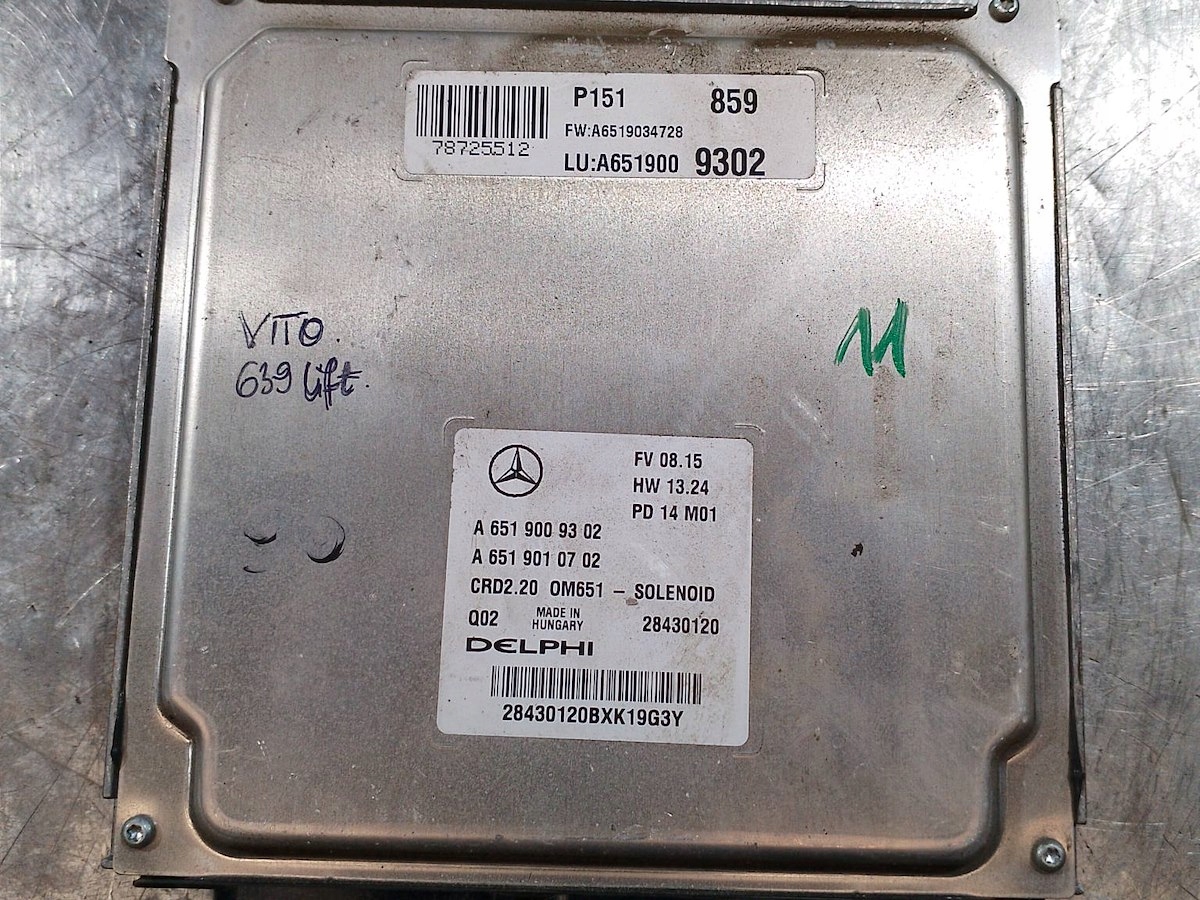 P151 859
FW:A6519034728
78725512
LU:A651900 9302
VITO.
639 lift.
11
FV 08.15
HW 13.24
PD 14 M01
A 651 900 93 02
A 651 901 07 02
CRD2.20 OM651 – SOLENOID
Q02 MADE IN HUNGARY 28430120
DELPHI
28430120BXK19G3Y